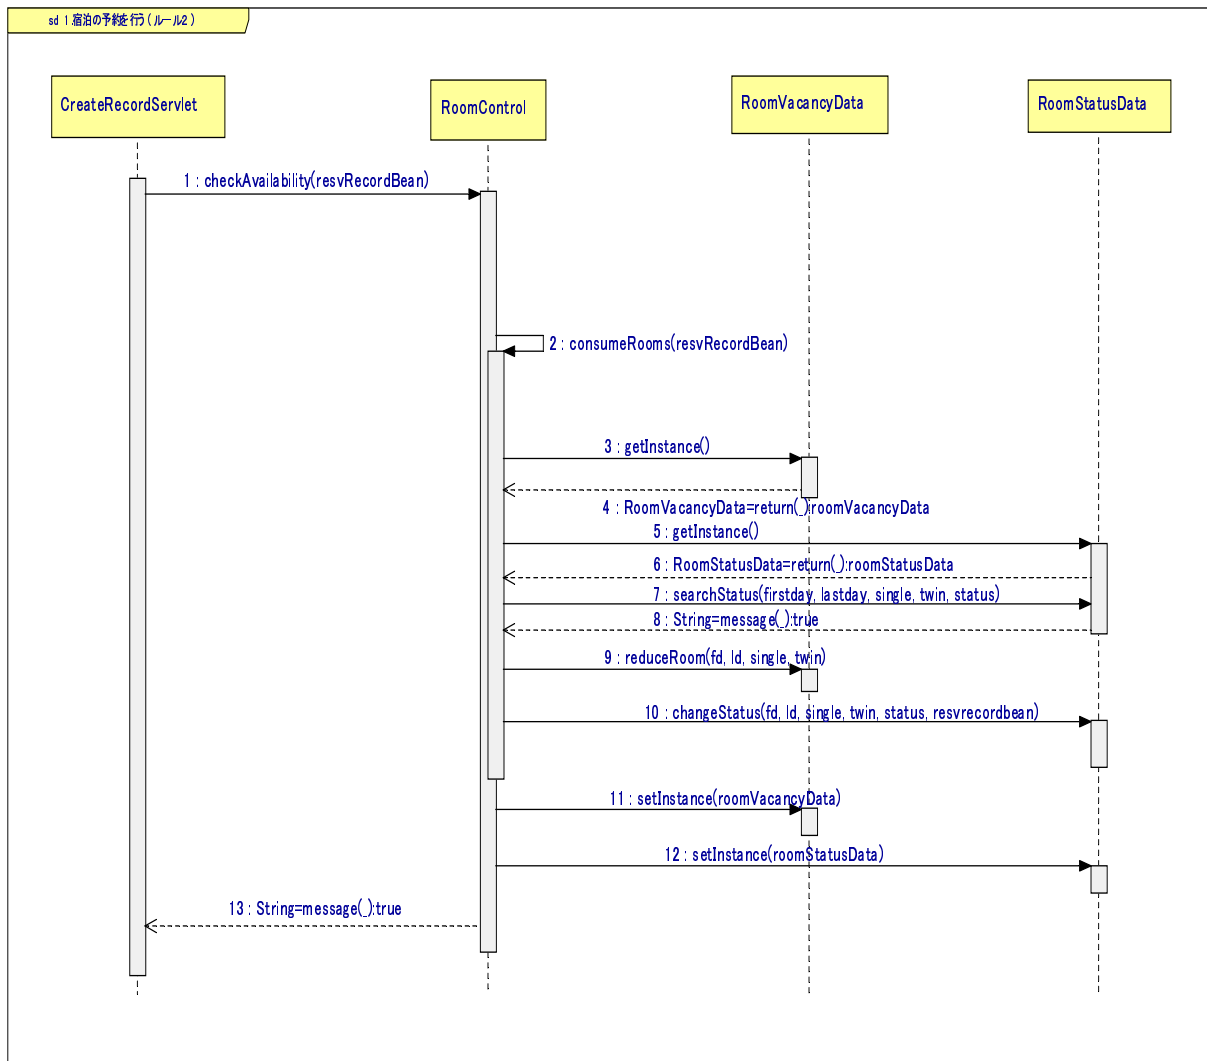 sd 1.宿泊の予約を行う(ルール2)
CreateRecordServlet
RoomControl
RoomVacancyData
RoomStatusData
1 : checkAvailability(resvRecordBean)
2 : consumeRooms(resvRecordBean)
3 : getInstance()
4 : RoomVacancyData=return(_):roomVacancyData
5 : getInstance()
6 : RoomStatusData=return(_):roomStatusData
7 : searchStatus(firstday, lastday, single, twin, status)
8 : String=message(_):true
9 : reduceRoom(fd, ld, single, twin)
10 : changeStatus(fd, ld, single, twin, status, resvrecordbean)
11 : setInstance(roomVacancyData)
12 : setInstance(roomStatusData)
13 : String=message(_):true